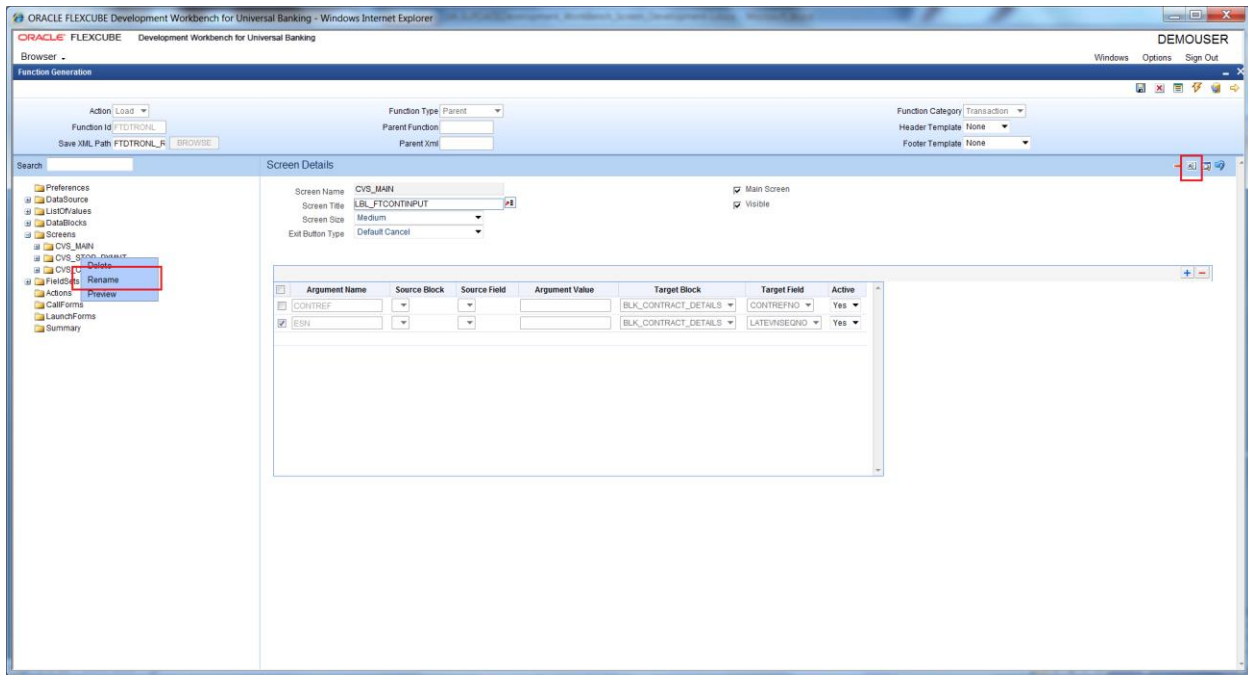 ORACLE FLEXCUBE Development Workbench for Universal Banking - Windows Internet Explorer
ORACLE FLEXCUBE Development Workbench for Universal Banking
DEMOUSER
Browser
Windows Options Sign Out
Function Generation
Action Load Function Type Parent Function Category Transaction
Function Id FTDTRONL Parent Function Header Template None
Save XML Path FTDTRONL_R BROWSE Parent Xml Footer Template None
Search
Screen Details
Preferences
DataSource
ListOfValues
DataBlocks
Screens
CVS_MAIN
FieldSets
Actions
CallForms
LaunchForms
Summary
Delete
Rename
Preview
Screen Name CVS_MAIN Main Screen
Screen Title LBL_FTCONTINPUT Visible
Screen Size Medium
Exit Button Type Default Cancel
Argument Name Source Block Source Field Argument Value Target Block Target Field Active
CONTREF BLK_CONTRACT_DETAILS CONTREFNO Yes
ESN BLK_CONTRACT_DETAILS LATEVNSEQNO Yes